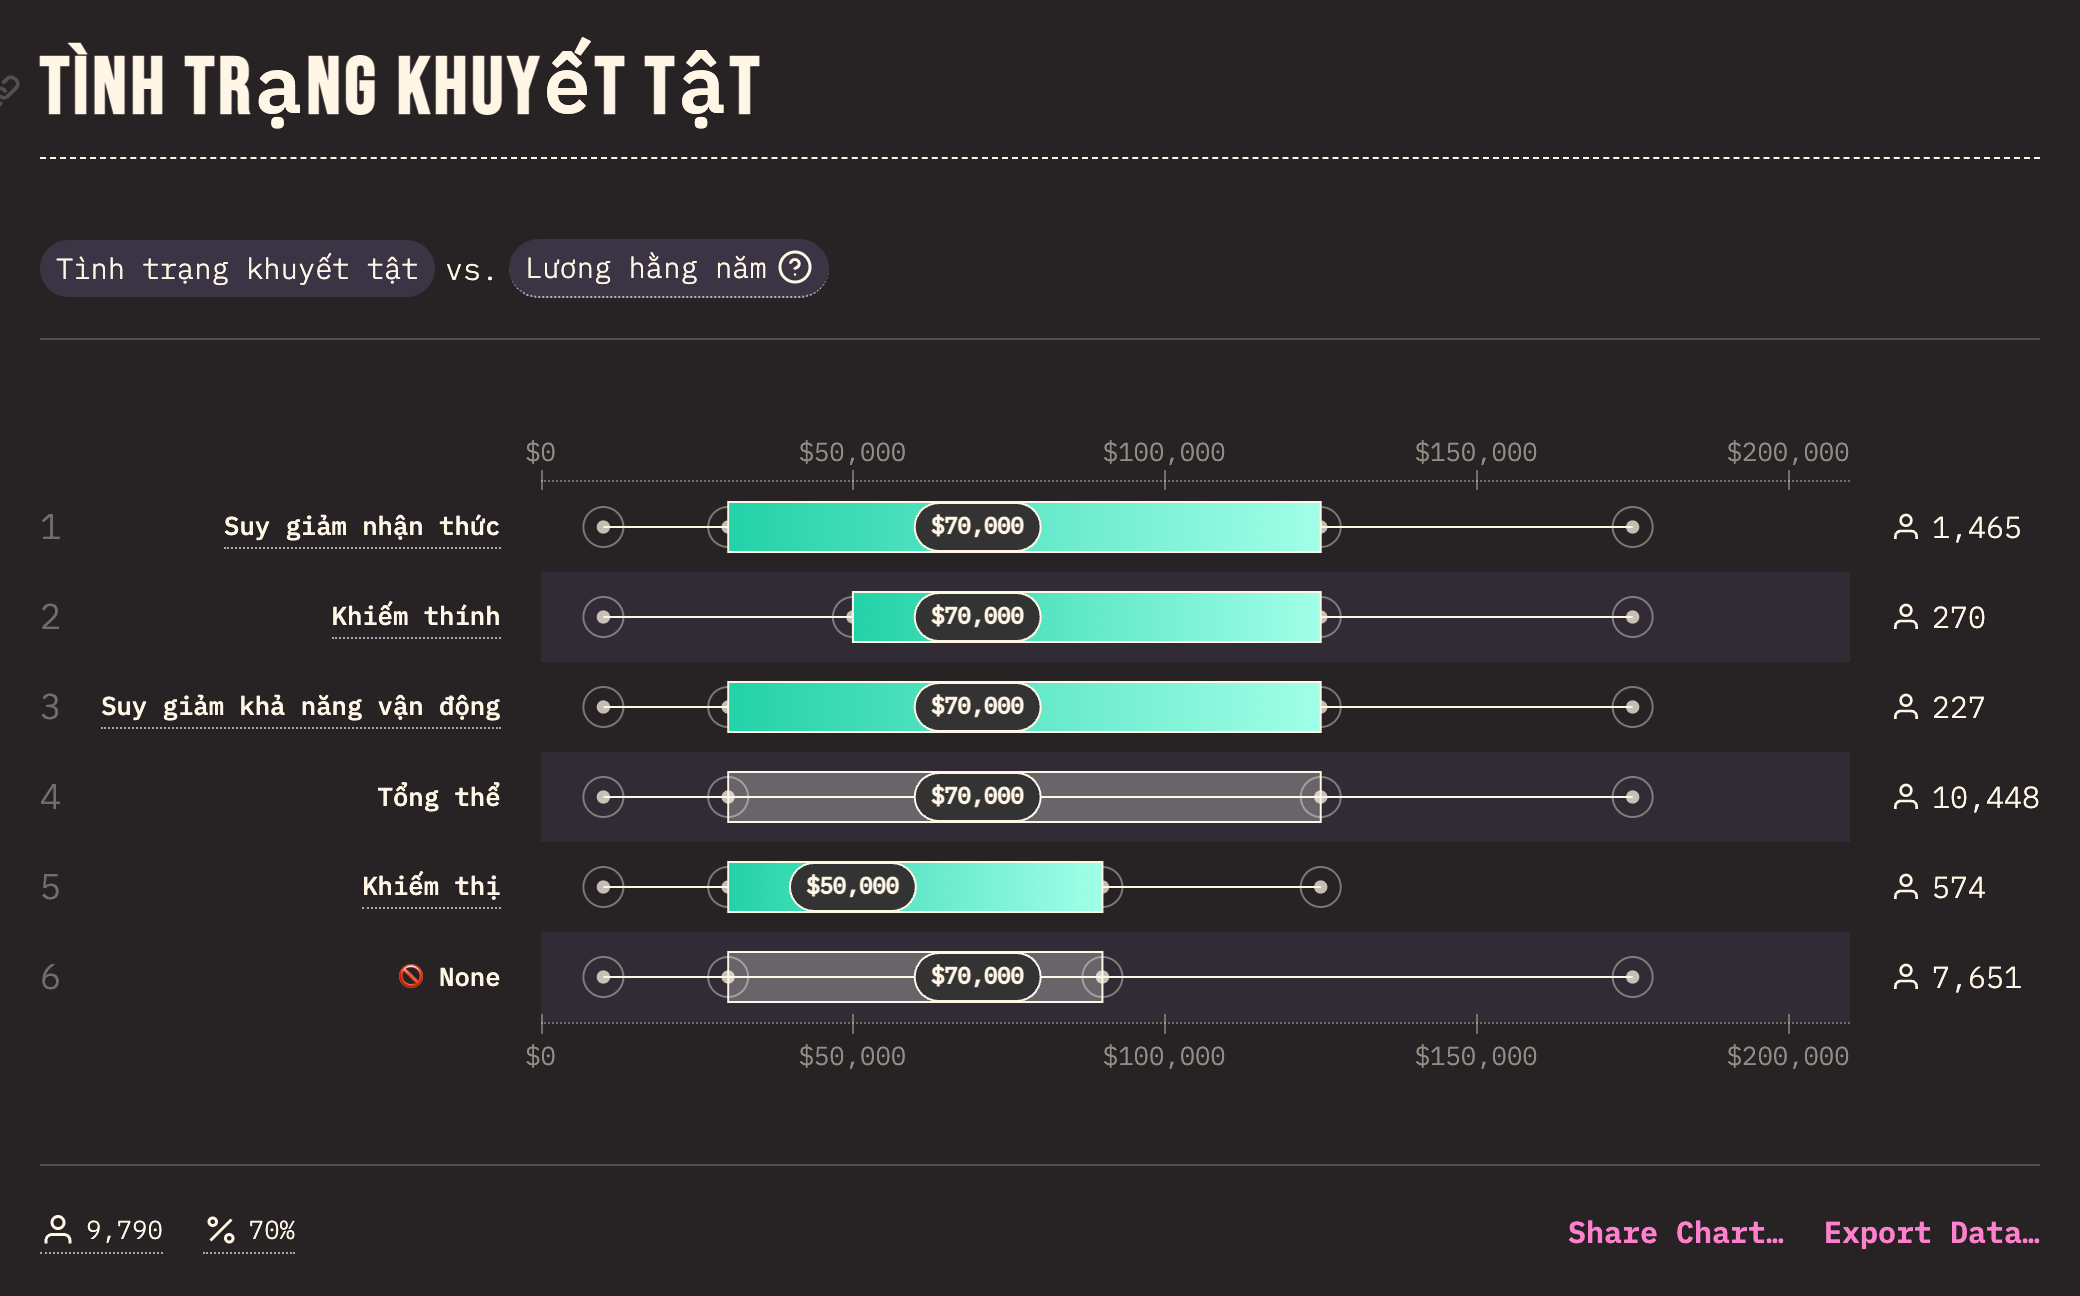 TÌNH TRạNG KHUYếT TậT
Tình trạng khuyết tật vs. Lương hằng năm ?
$0 $50,000 $100,000 $150,000 $200,000
1 Suy giảm nhận thức $70,000 1,465
2 Khiếm thính $70,000 270
3 Suy giảm khả năng vận động $70,000 227
4 Tổng thể $70,000 10,448
5 Khiếm thị $50,000 574
6 🚫 None $70,000 7,651
$0 $50,000 $100,000 $150,000 $200,000
9,790 % 70% Share Chart… Export Data…